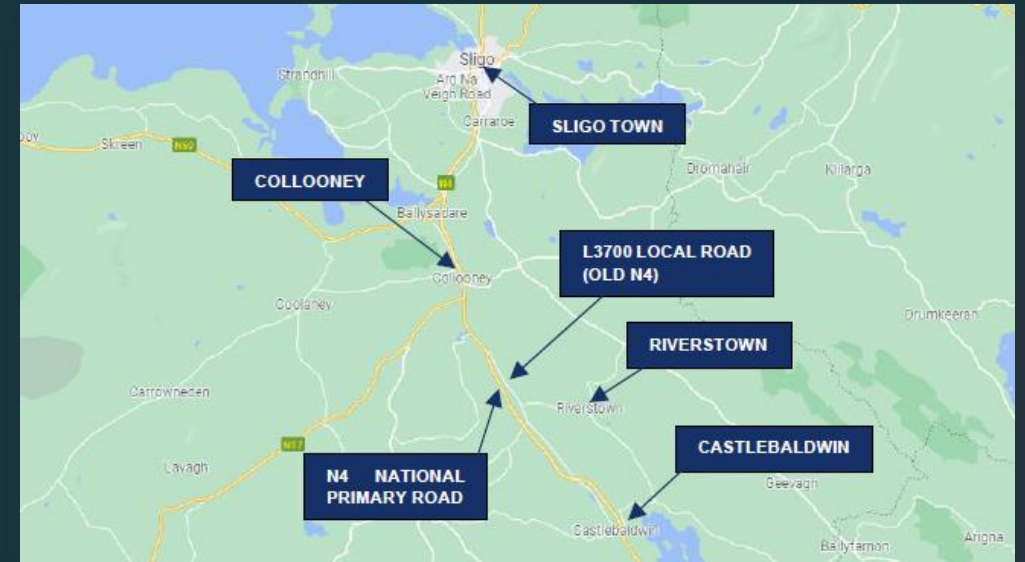 Sligo
Strandhill
Ard Na
Veigh Road
Carraroe
SLIGO TOWN
Skreen
N59
Dromahair
Killarga
COLLOONEY
N4
Ballysadare
L3700 LOCAL ROAD
(OLD N4)
Collooney
Coolaney
Drumkeeran
RIVERSTOWN
Carrowneden
Riverstown
N17
CASTLEBALDWIN
Lavagh
N4 NATIONAL
PRIMARY ROAD
Geevagh
Castlebaldwin
Ballyfarnon
Arigna